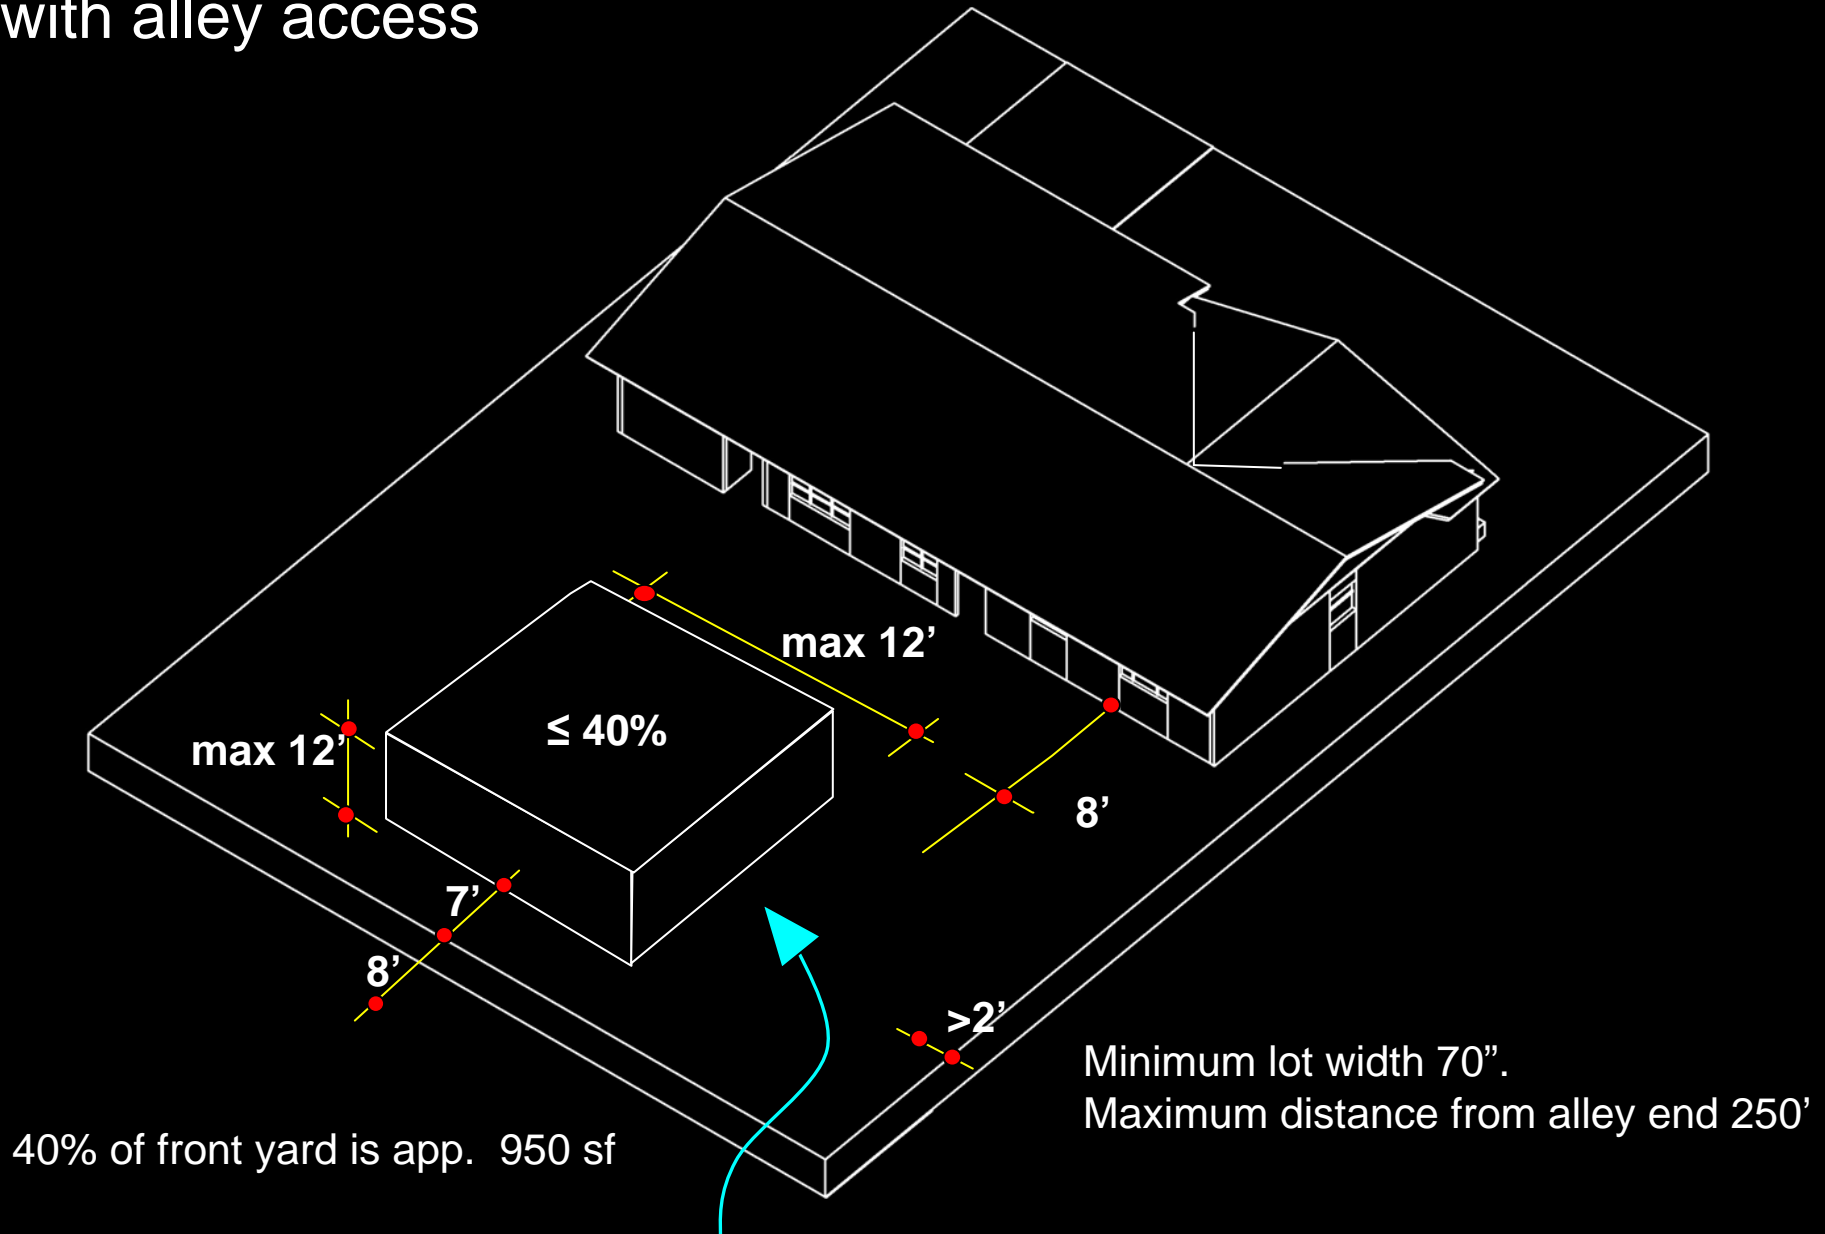 with alley access
max 12’
≤ 40%
max 12’
8’
7’
8’
>2’
Minimum lot width 70”.
Maximum distance from alley end 250’
40% of front yard is app. 950 sf